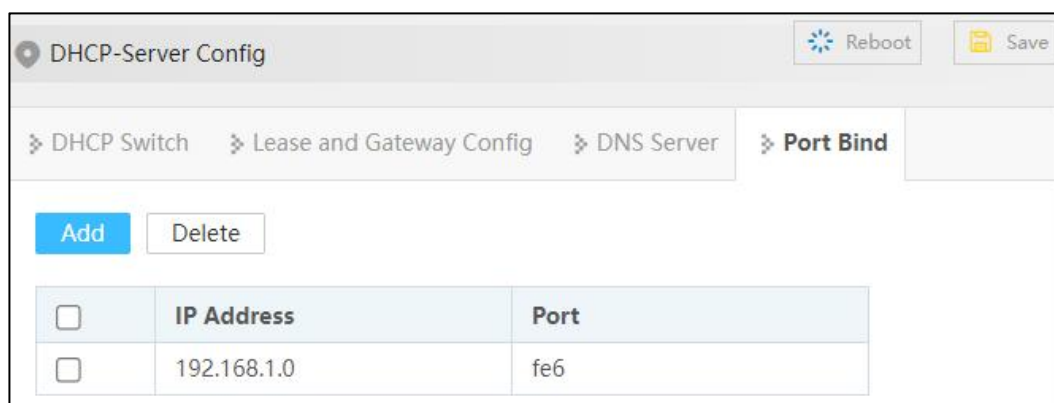 DHCP-Server Config
Reboot
Save
DHCP Switch
Lease and Gateway Config
DNS Server
Port Bind
Add
Delete
IP Address
Port
192.168.1.0
fe6